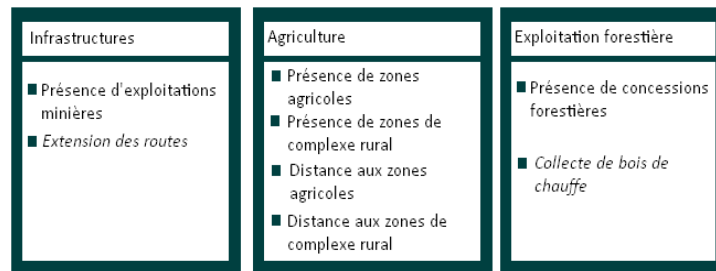 Infrastructures
Présence d'exploitations
minières
Extension des routes
Agriculture
Présence de zones
agricoles
Présence de zones de
complexe rural
Distance aux zones
agricoles
Distance aux zones de
complexe rural
Exploitation forestière
Présence de concessions
forestières
Collecte de bois de
chauffe